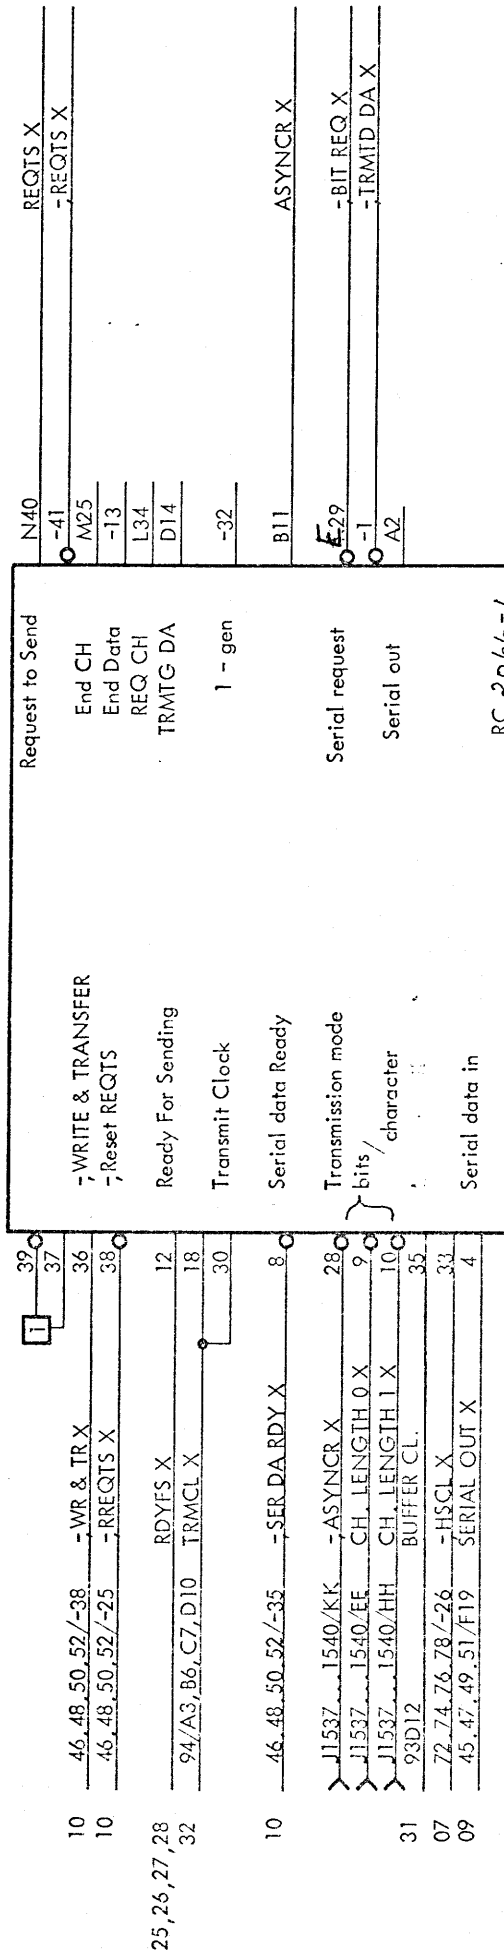 39 Request to Send N40 REQTS X
i 37 -41 -,REQTS X
10 46,48,50,52/-38 -,WR & TR X 36 -,WRITE & TRANSFER End CH M25
10 46,48,50,52/-25 -,RREQTS X 38 -,Reset REQTS End Data -13
REQ CH L34
25,26,27,28 RDYFS X 12 Ready For Sending TRMTG DA D14
32 94/A3,B6,C7,D10 TRMCL X 18
30 Transmit Clock 1 - gen -32
10 46,48,50,52/-35 -,SER DA RDY X 8 Serial data Ready B11 ASYNCR X
J1537...1540/KK -,ASYNCR X 28 Transmission mode Serial request E29 -,BIT REQ X
J1537...1540/EE CH. LENGTH 0 X 9 bits/ -1 -,TRMTD DA X
J1537...1540/HH CH. LENGTH 1 X 10 character Serial out A2
31 93D12 BUFFER CL. 35
07 72,74,76,78/-26 -,HSCL X 33
09 45,47,49,51/F19 SERIAL OUT X 4 Serial data in
RC